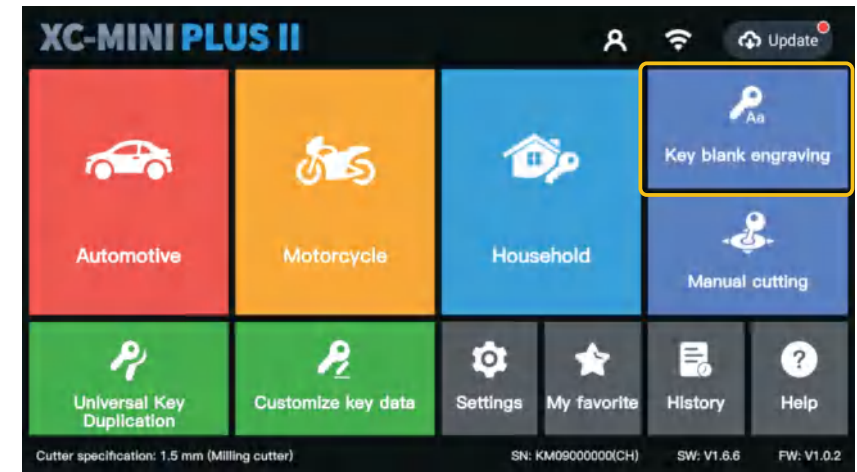 XC-MINI PLUS II
Update
Automotive
Motorcycle
Household
Aa
Key blank engraving
Manual cutting
Universal Key
Duplication
Customize key data
Settings
My favorite
History
?
Help
Cutter specification: 1.5 mm (Milling cutter)
SN: KM09000000(CH)
SW: V1.6.6
FW: V1.0.2